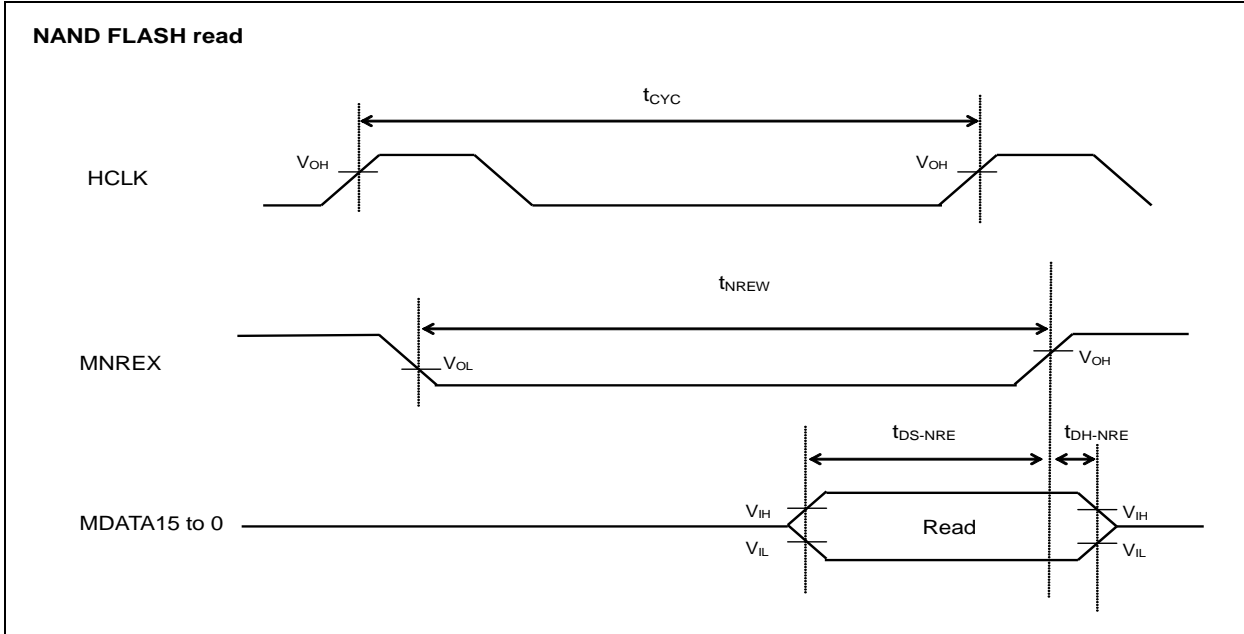 NAND FLASH read
tCYC
VOH
VOH
HCLK
tNREW
MNREX
VOL
VOH
tDS-NRE
tDH-NRE
VIH
VIH
MDATA15 to 0
Read
VIL
VIL